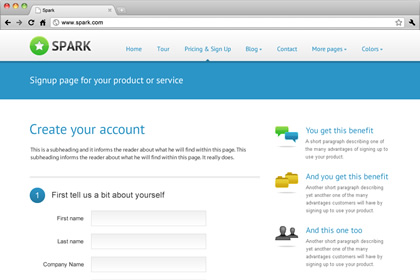 Spark
www.spark.com
SPARK
Home Tour Pricing & Sign Up Blog Contact More pages Colors
Signup page for your product or service
Create your account
This is a subheading and it informs the reader about what he will find within this page. This
subheading informs the reader about what he will find within this page. It really does.
1 First tell us a bit about yourself
First name
Last name
Company Name
You get this benefit
A short paragraph describing one of
the many advantages of signing up to
use your product.
And you get this benefit
Another short paragraph describing
yet another one of the many
advantages customers will have by
signing up to use your product.
And this one too
Another short paragraph describing
yet another one of the many
advantages customers will have by
signing up to use your product.